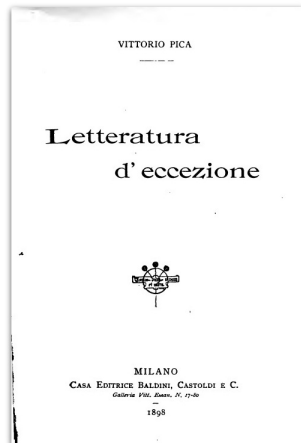 VITTORIO PICA
Letteratura
d' eccezione
MILANO
CASA EDITRICE BALDINI, CASTOLDI E C.
Galleria Vitt. Eman. N. 17-80
1898